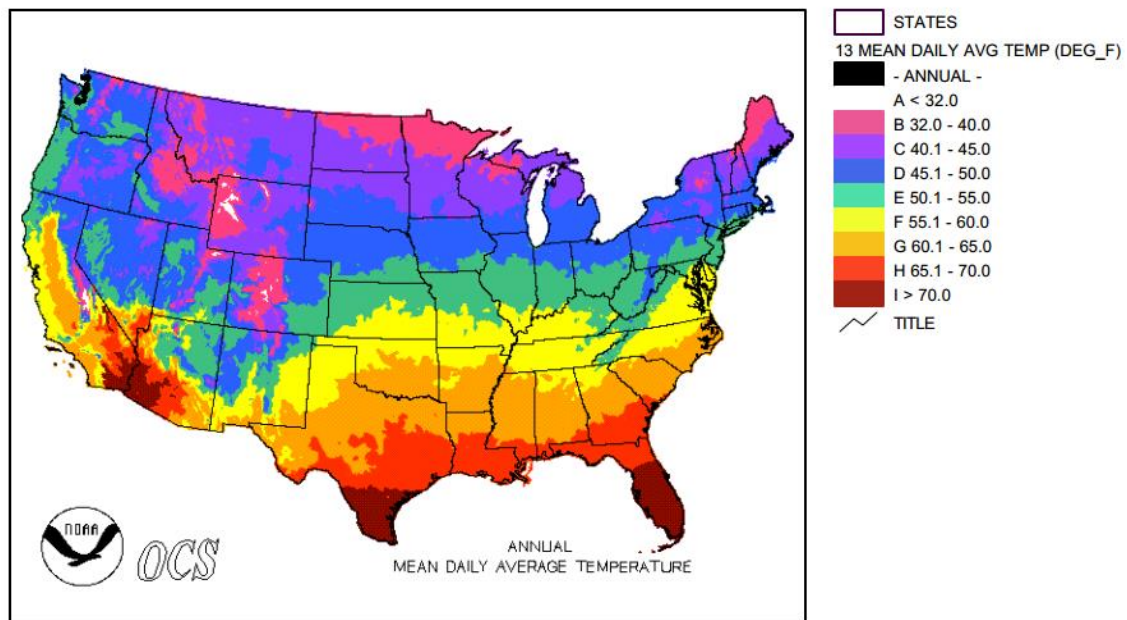 STATES
13 MEAN DAILY AVG TEMP (DEG_F)
- ANNUAL -
A < 32.0
B 32.0 - 40.0
C 40.1 - 45.0
D 45.1 - 50.0
E 50.1 - 55.0
F 55.1 - 60.0
G 60.1 - 65.0
H 65.1 - 70.0
I > 70.0
TITLE
NOAA
OCS
ANNUAL
MEAN DAILY AVERAGE TEMPERATURE